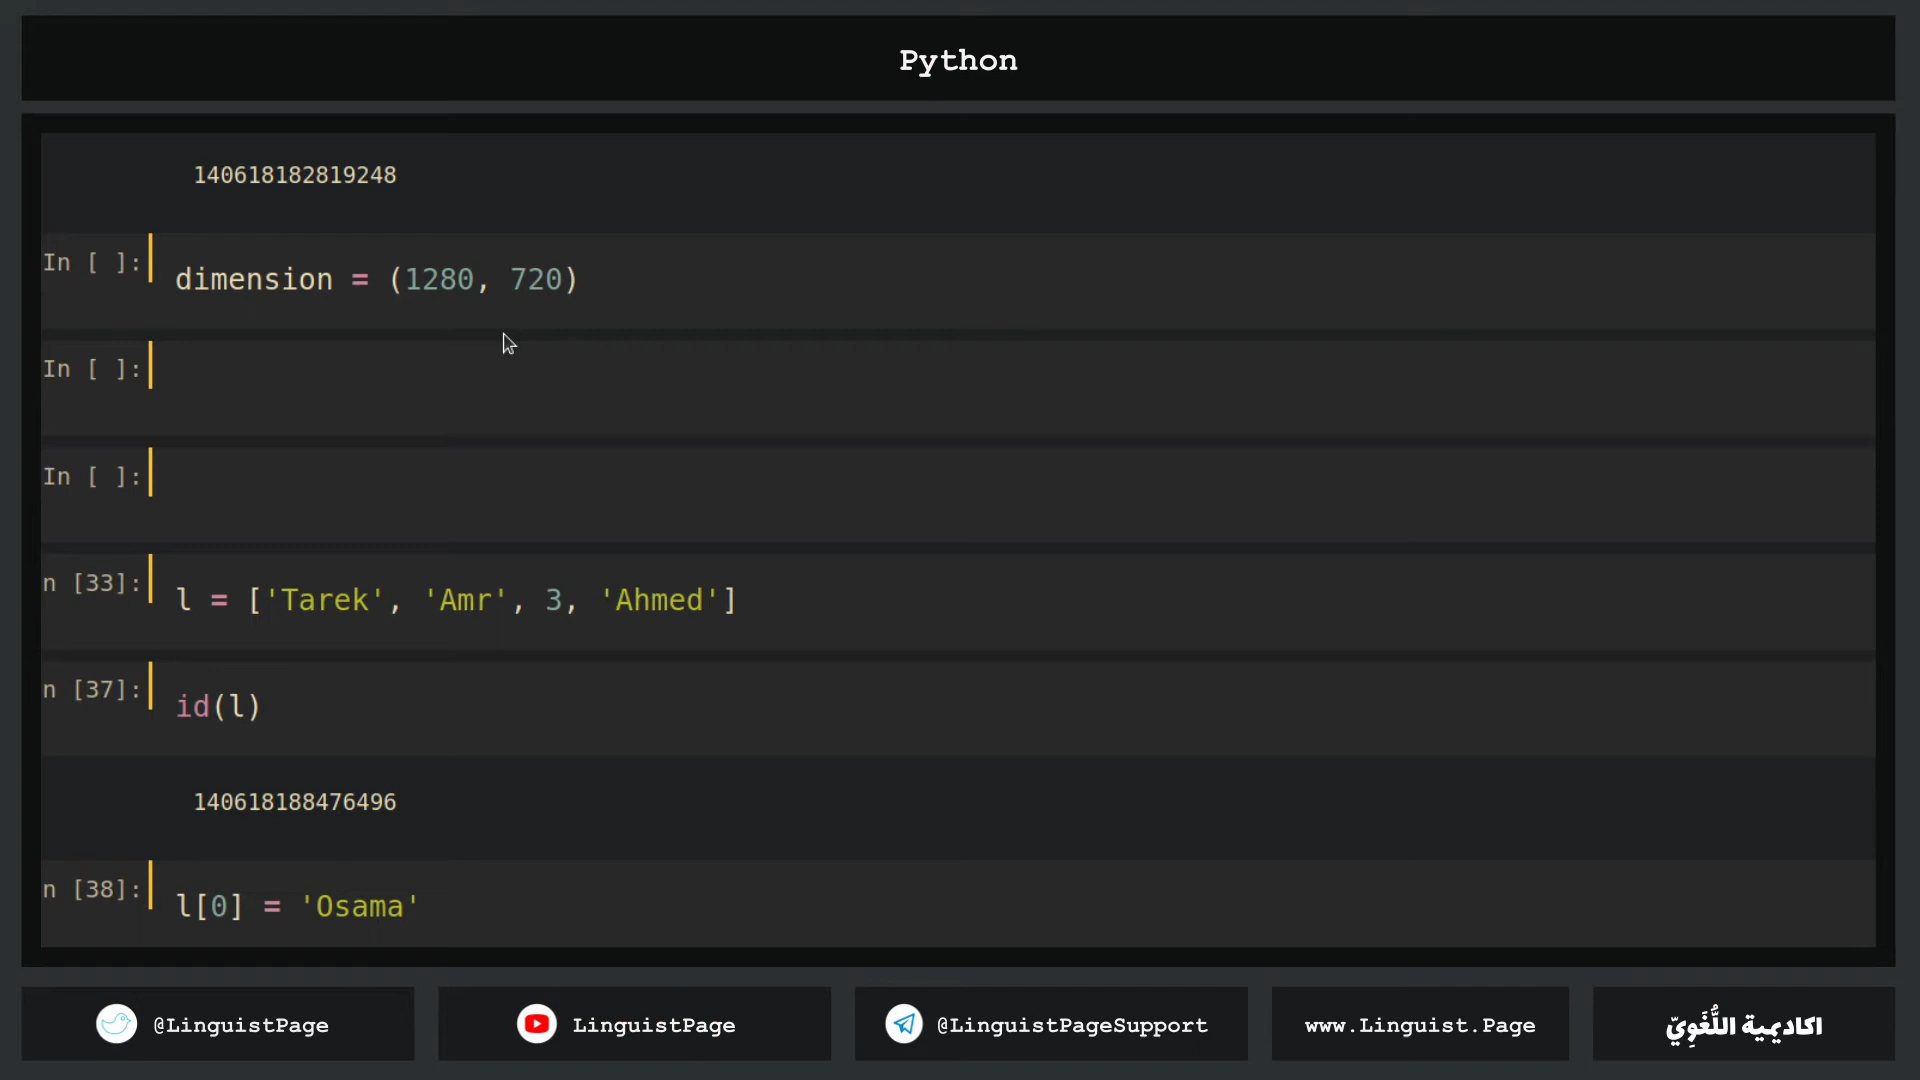 Python
140618182819248
In [ ]:
dimension = (1280, 720)
In [ ]:
In [ ]:
n [33]:
l = ['Tarek', 'Amr', 3, 'Ahmed']
n [37]:
id(l)
140618188476496
n [38]:
l[0] = 'Osama'
@LinguistPage
LinguistPage
@LinguistPageSupport
www.Linguist.Page
اكاديمية اللُّغَوِيّ